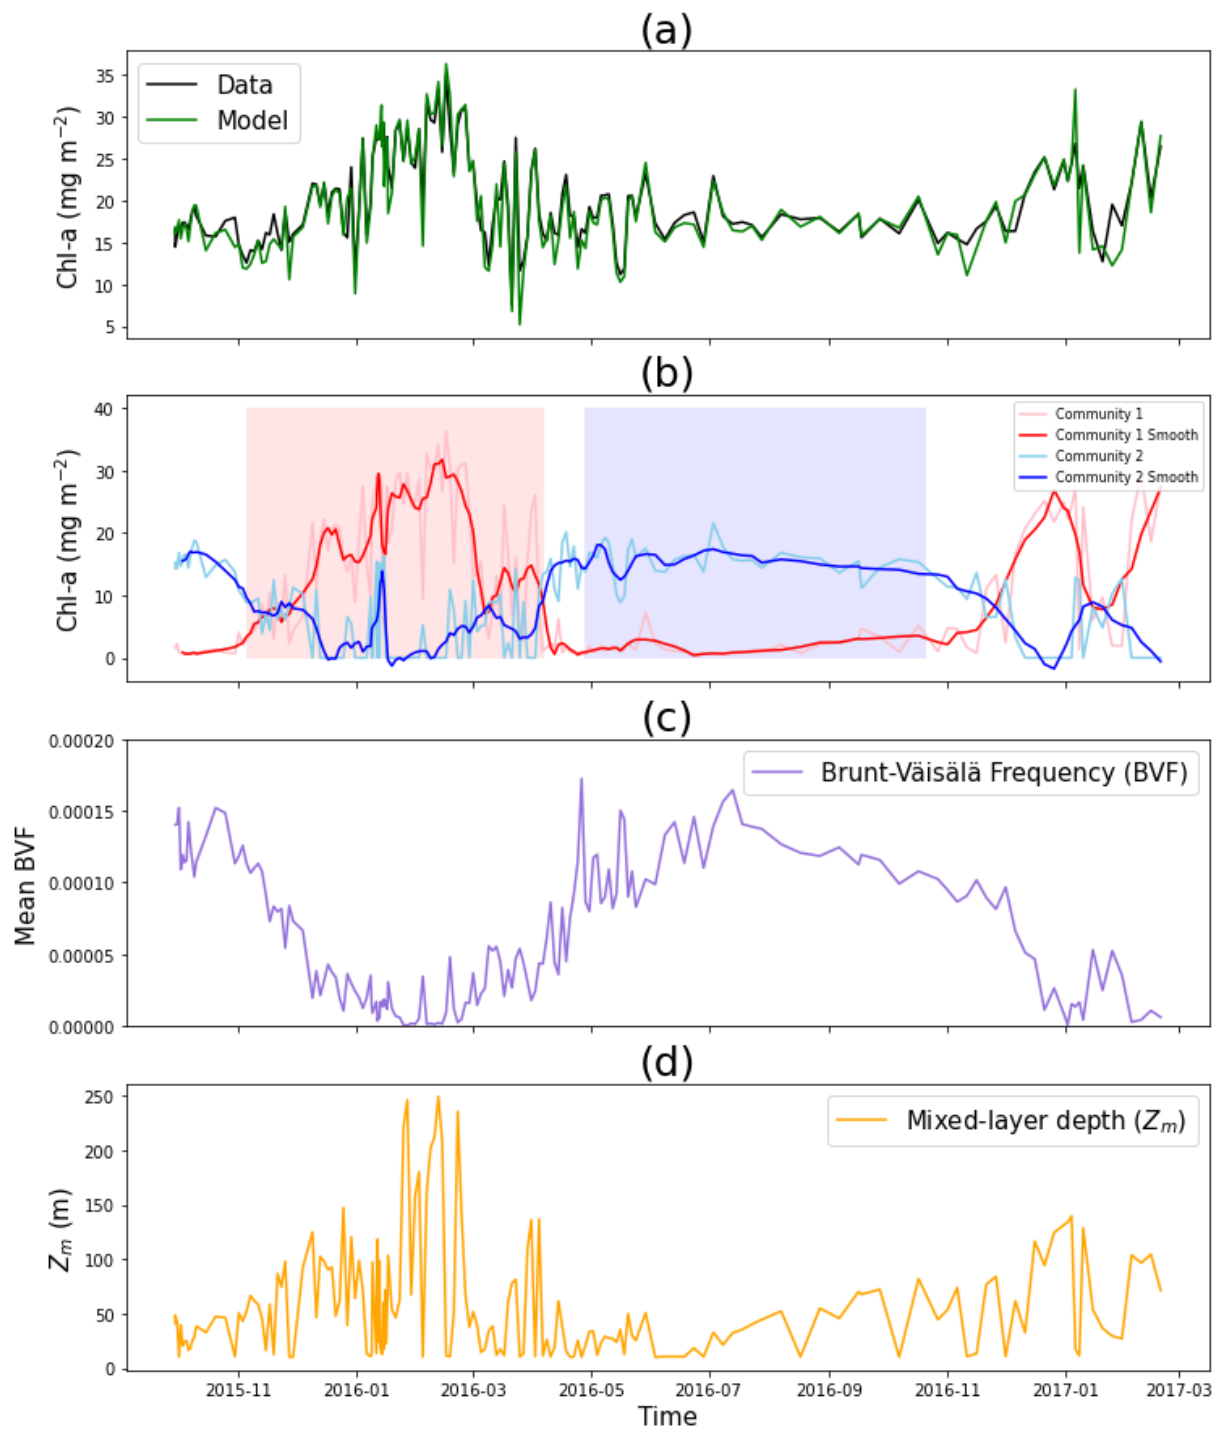 (a)
Chl-a (mg m⁻²)
35
30
25
20
15
10
5
Data
Model
(b)
Chl-a (mg m⁻²)
40
30
20
10
0
Community 1
Community 1 Smooth
Community 2
Community 2 Smooth
(c)
Mean BVF
0.00020
0.00015
0.00010
0.00005
0.00000
Brunt-Väisälä Frequency (BVF)
(d)
Zₘ (m)
250
200
150
100
50
0
Mixed-layer depth (Zₘ)
2015-11 2016-01 2016-03 2016-05 2016-07 2016-09 2016-11 2017-01 2017-03
Time